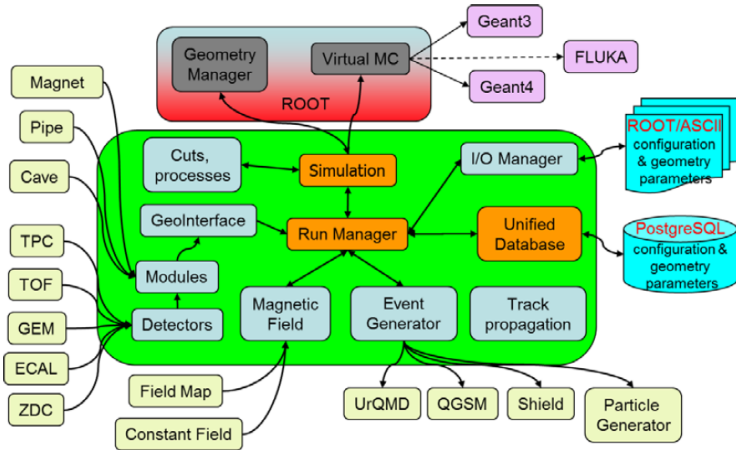 Geant3
Geometry
Manager
Virtual MC
FLUKA
Magnet
ROOT
Geant4
Pipe
Cuts,
processes
Simulation
I/O Manager
ROOT/ASCII
configuration
& geometry
parameters
Cave
GeoInterface
Run Manager
Unified
Database
PostgreSQL
configuration &
geometry
parameters
TPC
Modules
TOF
Magnetic
Field
Event
Generator
Track
propagation
GEM
Detectors
ECAL
Field Map
ZDC
UrQMD
QGSM
Shield
Particle
Generator
Constant Field